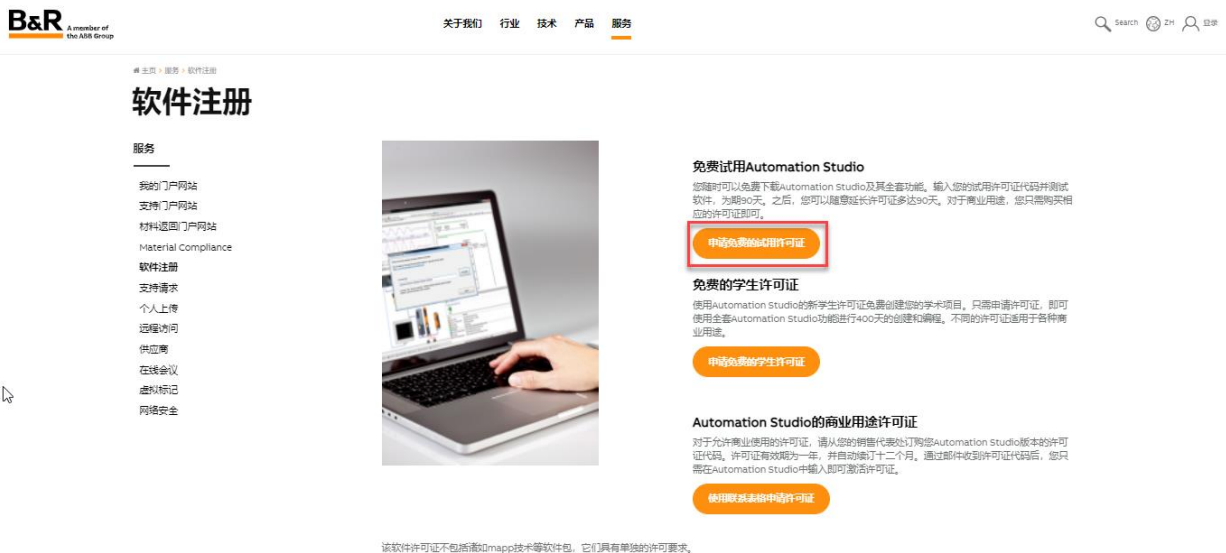 B&R A member of
the ABB Group
关于我们 行业 技术 产品 服务
Search ZH 登录
主页 > 服务 > 软件注册
软件注册
服务
我的门户网站
支持门户网站
材料返回门户网站
Material Compliance
软件注册
支持请求
个人上传
远程访问
供应商
在线会议
虚拟标记
网络安全
免费试用Automation Studio
您随时可以免费下载Automation Studio及其全套功能。输入您的试用许可证代码并测试
软件，为期90天。之后，您可以随意延长许可证多达90天。对于商业用途，您只需购买相
应的许可证即可。
申请免费的试用许可证
免费的学生许可证
使用Automation Studio的新学生许可证免费创建您的学术项目。只需申请许可证，即可
使用全套Automation Studio功能进行400天的创建和编程。不同的许可证适用于各种商
业用途。
申请免费的学生许可证
Automation Studio的商业用途许可证
对于允许商业使用的许可证，请从您的销售代表处订购您Automation Studio版本的许可
证代码。许可证有效期为一年，并自动续订十二个月。通过邮件收到许可证代码后，您只
需在Automation Studio中输入即可激活许可证。
使用联系表格申请许可证
该软件许可证不包括诸如mapp技术等软件包，它们具有单独的许可要求。